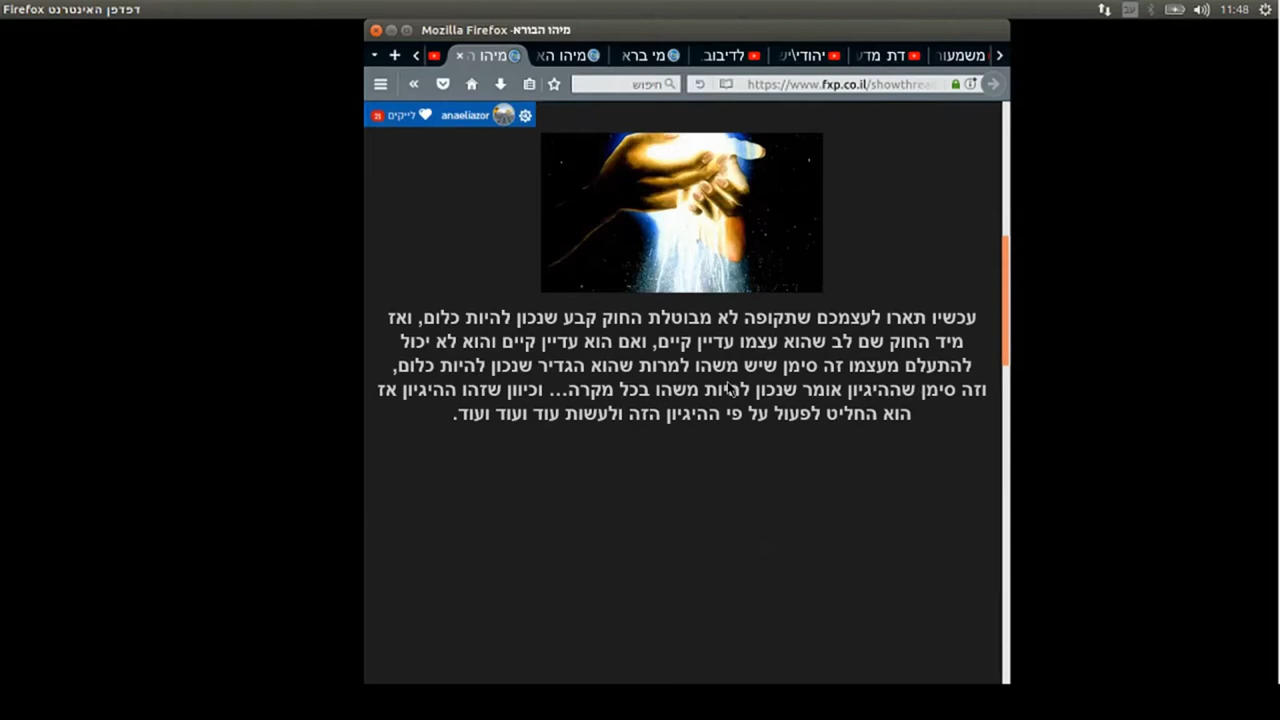 דפדפן האינטרנט Firefox
11:48
מיהו הבורא- Mozilla Firefox
משמעור
דת מדע
יהודי\יש
לדיבוב.
מי ברא
מיהו הא
מיהו ה
https://www.fxp.co.il/showthrea
חיפוש
anaeliazor
לייקים
21
עכשיו תארו לעצמכם שתקופה לא מבוטלת החוק קבע שנכון להיות כלום, ואז
מיד החוק שם לב שהוא עצמו עדיין קיים, ואם הוא עדיין קיים והוא לא יכול
להתעלם מעצמו זה סימן שיש משהו למרות שהוא הגדיר שנכון להיות כלום,
וזה סימן שההיגיון אומר שנכון להיות משהו בכל מקרה... וכיוון שזהו ההיגיון אז
הוא החליט לפעול על פי ההיגיון הזה ולעשות עוד ועוד ועוד.